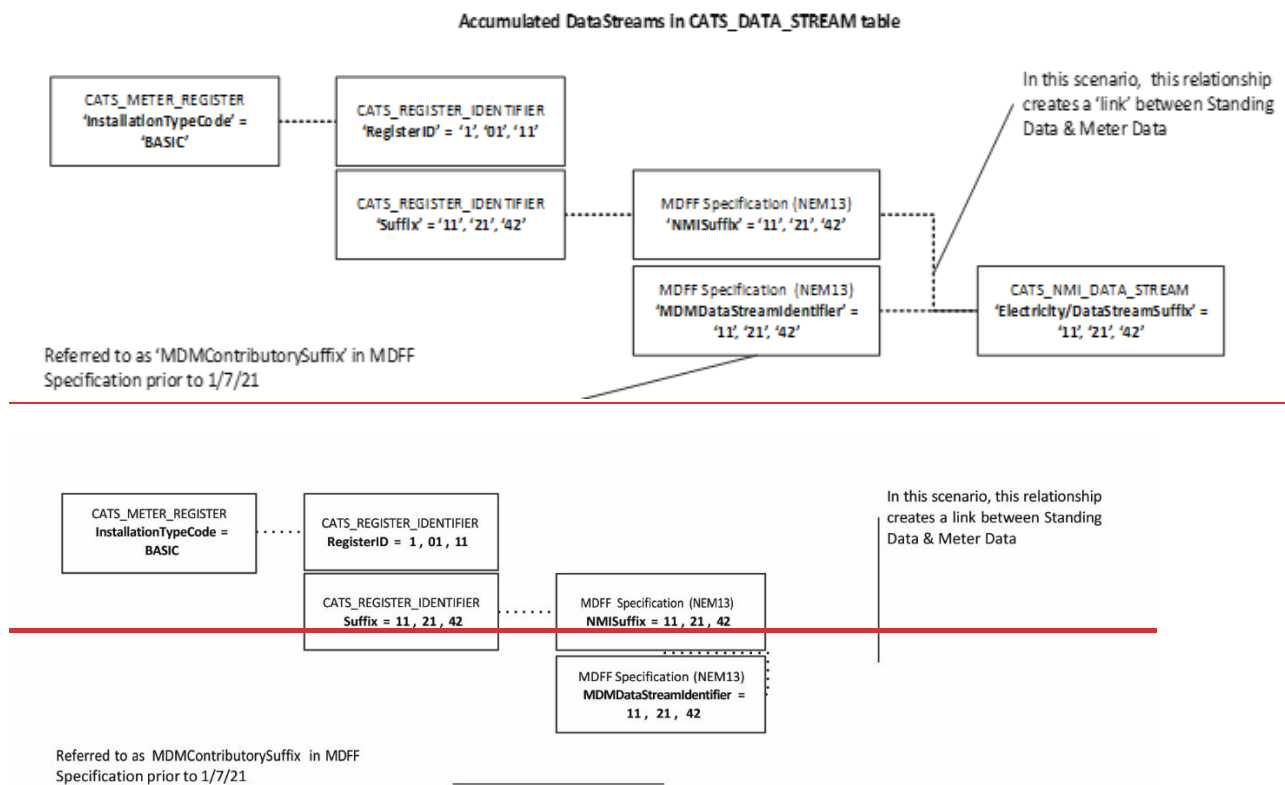 Accumulated DataStreams in CATS_DATA_STREAM table
CATS_METER_REGISTER
'InstallationTypeCode' =
'BASIC'
CATS_REGISTER_IDENTIFIER
'RegisterID' = '1', '01', '11'
In this scenario, this relationship
creates a 'link' between Standing
Data & Meter Data
CATS_REGISTER_IDENTIFIER
'Suffix' = '11', '21', '42'
MDFF Specification (NEM13)
'NMISuffix' = '11', '21', '42'
MDFF Specification (NEM13)
'MDMDataStreamIdentifier' =
'11', '21', '42'
CATS_NMI_DATA_STREAM
'Electricity/DataStreamSuffix' =
'11', '21', '42'
Referred to as 'MDMContributorySuffix' in MDFF
Specification prior to 1/7/21
CATS_METER_REGISTER
InstallationTypeCode =
BASIC
CATS_REGISTER_IDENTIFIER
RegisterID = 1 , 01 , 11
In this scenario, this relationship
creates a link between Standing
Data & Meter Data
CATS_REGISTER_IDENTIFIER
Suffix = 11 , 21 , 42
MDFF Specification (NEM13)
NMISuffix = 11 , 21 , 42
MDFF Specification (NEM13)
MDMDataStreamIdentifier =
11 , 21 , 42
Referred to as MDMContributorySuffix in MDFF
Specification prior to 1/7/21